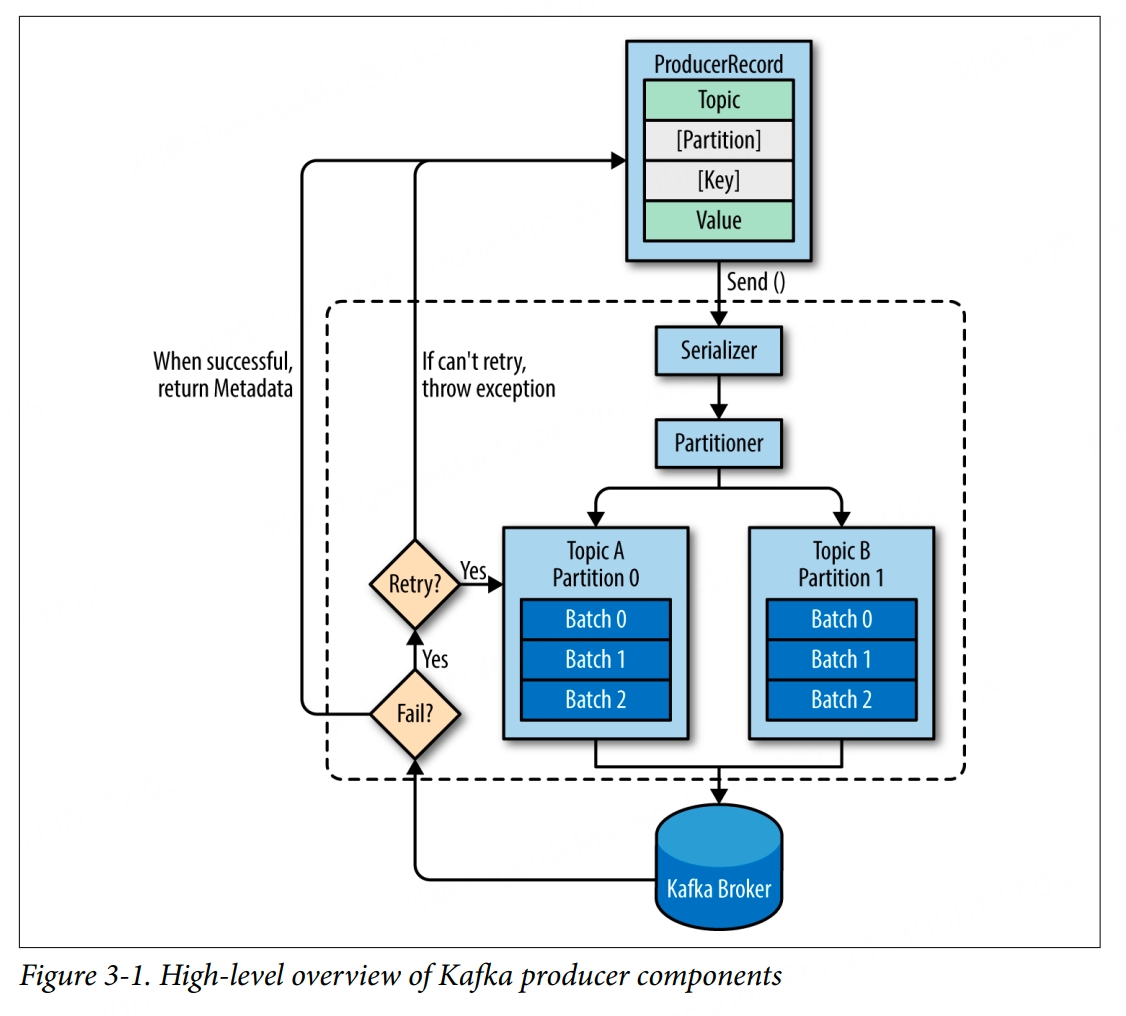 ProducerRecord
Topic
[Partition]
[Key]
Value
Send ()
Serializer
When successful,
return Metadata
If can't retry,
throw exception
Partitioner
Topic A
Partition 0
Batch 0
Batch 1
Batch 2
Topic B
Partition 1
Batch 0
Batch 1
Batch 2
Retry?
Yes
Yes
Fail?
Kafka Broker
Figure 3-1. High-level overview of Kafka producer components